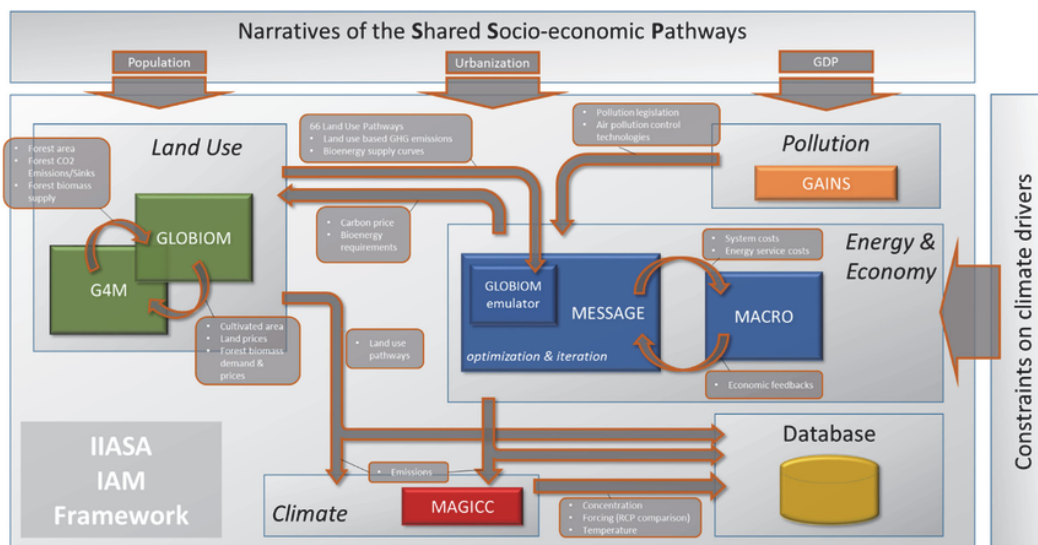 Narratives of the Shared Socio-economic Pathways
Population
Urbanization
GDP
Land Use
• Forest area
• Forest CO2
Emissions/Sinks
• Forest biomass
supply
GLOBIOM
G4M
• Cultivated area
• Land prices
• Forest biomass
demand &
prices
66 Land Use Pathways
• Land use based GHG emissions
• Bioenergy supply curves
• Carbon price
• Bioenergy
requirements
• Pollution legislation
• Air pollution control
technologies
Pollution
GAINS
Energy &
Economy
• System costs
• Energy service costs
GLOBIOM
emulator
MESSAGE
MACRO
optimization & iteration
• Economic feedbacks
• Land use
pathways
Constraints on climate drivers
IIASA
IAM
Framework
• Emissions
Climate
MAGICC
• Concentration
• Forcing (RCP comparison)
• Temperature
Database